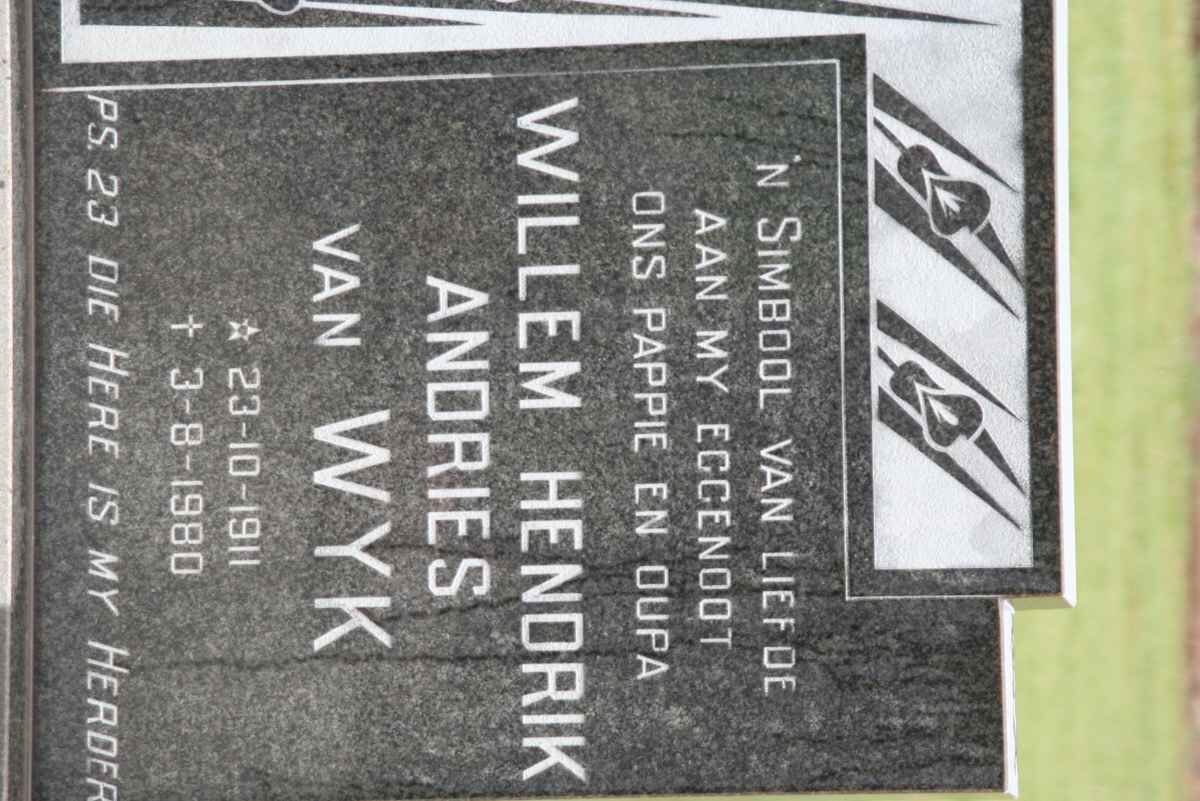 'N SIMBOOL VAN LIEFDE
AAN MY EGGENOOT
ONS PAPPIE EN OUPA
WILLEM HENDRIK
ANDRIES
VAN WYK
☆ 23-10-1911
✝ 3-8-1980
PS 23 DIE HERE IS MY HERDER